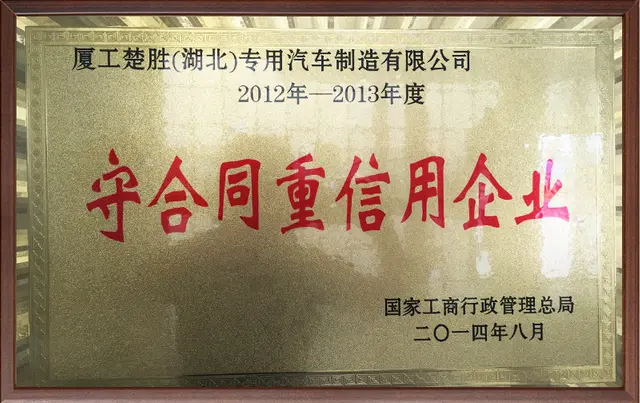 厦工楚胜(湖北)专用汽车制造有限公司
2012年—2013年度
守合同重信用企业
国家工商行政管理总局
二〇一四年八月